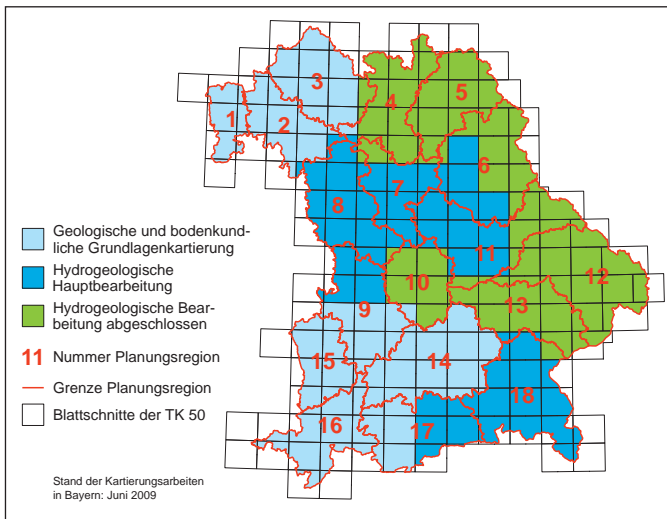 3
4
5
1
2
6
7
8
Geologische und bodenkund-
liche Grundlagenkartierung
11
Hydrogeologische
Hauptbearbeitung
10
12
Hydrogeologische Bear-
beitung abgeschlossen
9
13
11 Nummer Planungsregion
15
14
Grenze Planungsregion
18
Blattschnitte der TK 50
16
17
Stand der Kartierungsarbeiten
in Bayern: Juni 2009